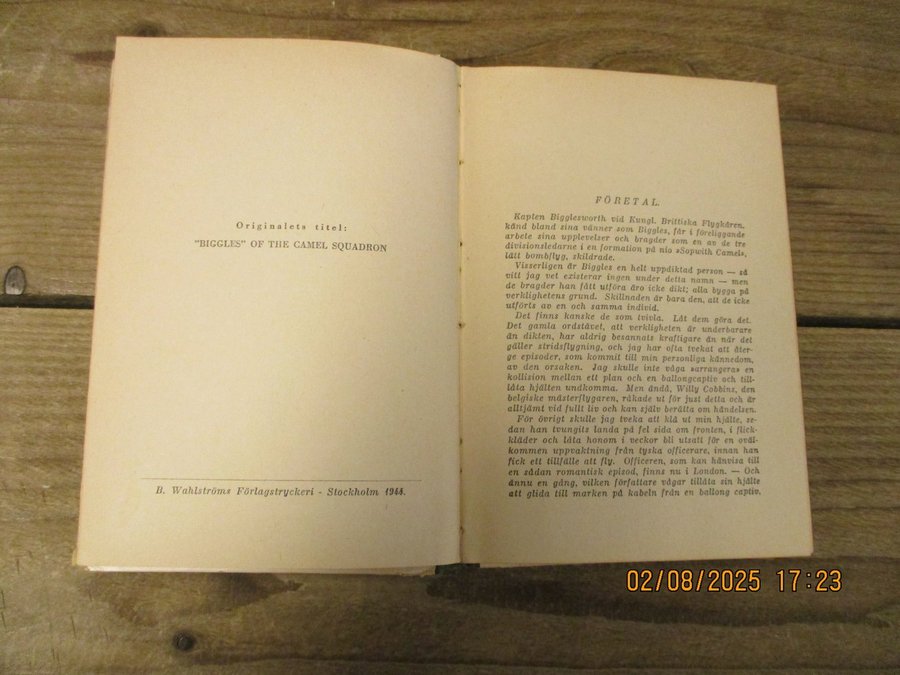 Originalets titel:
"BIGGLES" OF THE CAMEL SQUADRON
B. Wahlströms Förlagstryckeri - Stockholm 1944.
FÖRETAL.
Kapten Bigglesworth vid Kungl. Brittiska Flygkåren,
känd bland sina vänner som Biggles, får i föreliggande
arbete sina upplevelser och bragder som en av de tre
divisionsledarne i en formation på nio »Sopwith Camel»,
lätt bombflyg, skildrade.
Visserligen är Biggles en helt uppdiktad person — så
vitt jag vet existerar ingen under detta namn — men
de bragder han fått utföra äro icke dikt; alla bygga på
verklighetens grund. Skillnaden är bara den, att de icke
utförts av en och samma individ.
Det finns kanske de som tvivla. Låt dem göra det.
Det gamla ordstävet, att verkligheten är underbarare
än dikten, har aldrig besannats kraftigare än när det
gäller stridsflygning, och jag har ofta tvekat att åter-
ge episoder, som kommit till min personliga kännedom,
av den orsaken. Jag skulle inte våga »arrangera» en
kollision mellan ett plan och en ballongcaptiv och till-
låta hjälten undkomma. Men ändå, Willy Cobbins, den
belgiske mästerflygaren, råkade ut för just detta och är
alltjämt vid fullt liv och kan själv berätta om händelsen.
För övrigt skulle jag tveka att klä ut min hjälte, se-
dan han tvungits landa på fel sida om fronten, i flick-
kläder och låta honom i veckor bli utsatt för en oväl-
kommen uppvaktning från tyska officerare, innan han
fick ett tillfälle att fly. Officeren, som kan hänvisa till
en sådan romantisk episod, finns nu i London. — Och
ännu en gång, vilken författare vågar tillåta sin hjälte
att glida till marken på kabeln från en ballong captiv.
02/08/2025 17:23